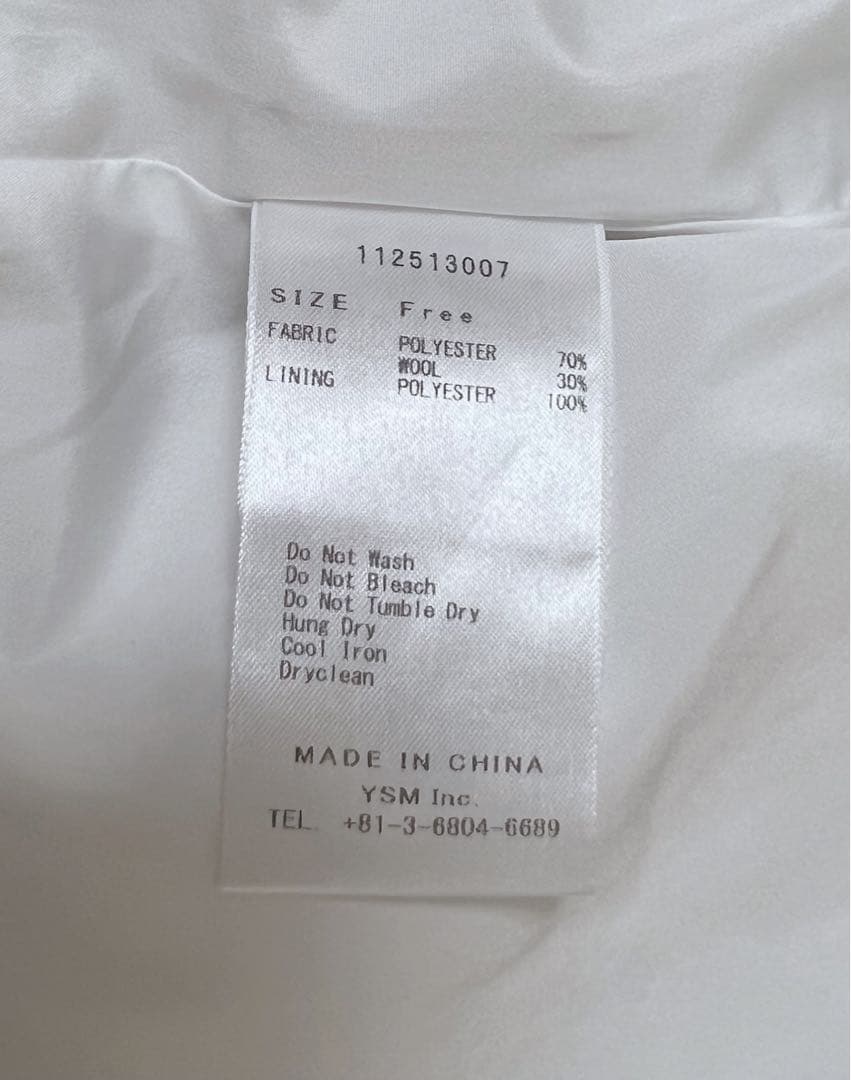 112513007
SIZE Free
FABRIC POLYESTER 70%
WOOL 30%
LINING POLYESTER 100%
Do Not Wash
Do Not Bleach
Do Not Tumble Dry
Hung Dry
Cool Iron
Dryclean
MADE IN CHINA
YSM Inc.
TEL. +81-3-6804-6689